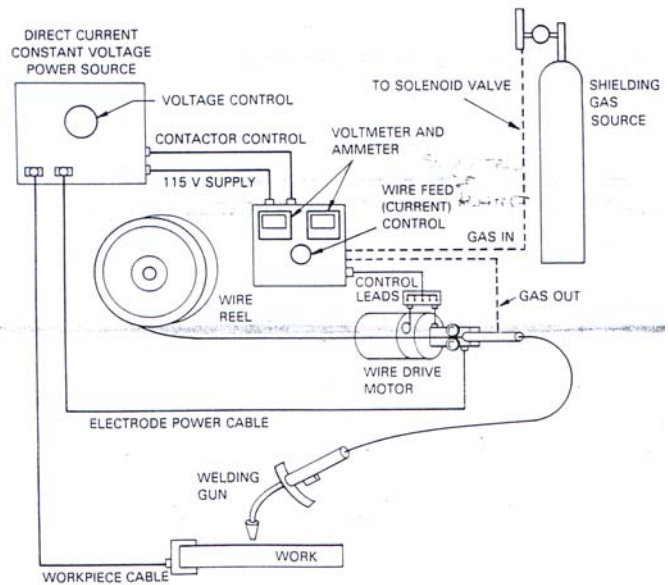 DIRECT CURRENT
CONSTANT VOLTAGE
POWER SOURCE
VOLTAGE CONTROL
CONTACTOR CONTROL
115 V SUPPLY
VOLTMETER AND
AMMETER
WIRE FEED
(CURRENT)
CONTROL
TO SOLENOID VALVE
SHIELDING
GAS
SOURCE
GAS IN
GAS OUT
CONTROL
LEADS
WIRE
REEL
WIRE DRIVE
MOTOR
ELECTRODE POWER CABLE
WELDING
GUN
WORK
WORKPIECE CABLE